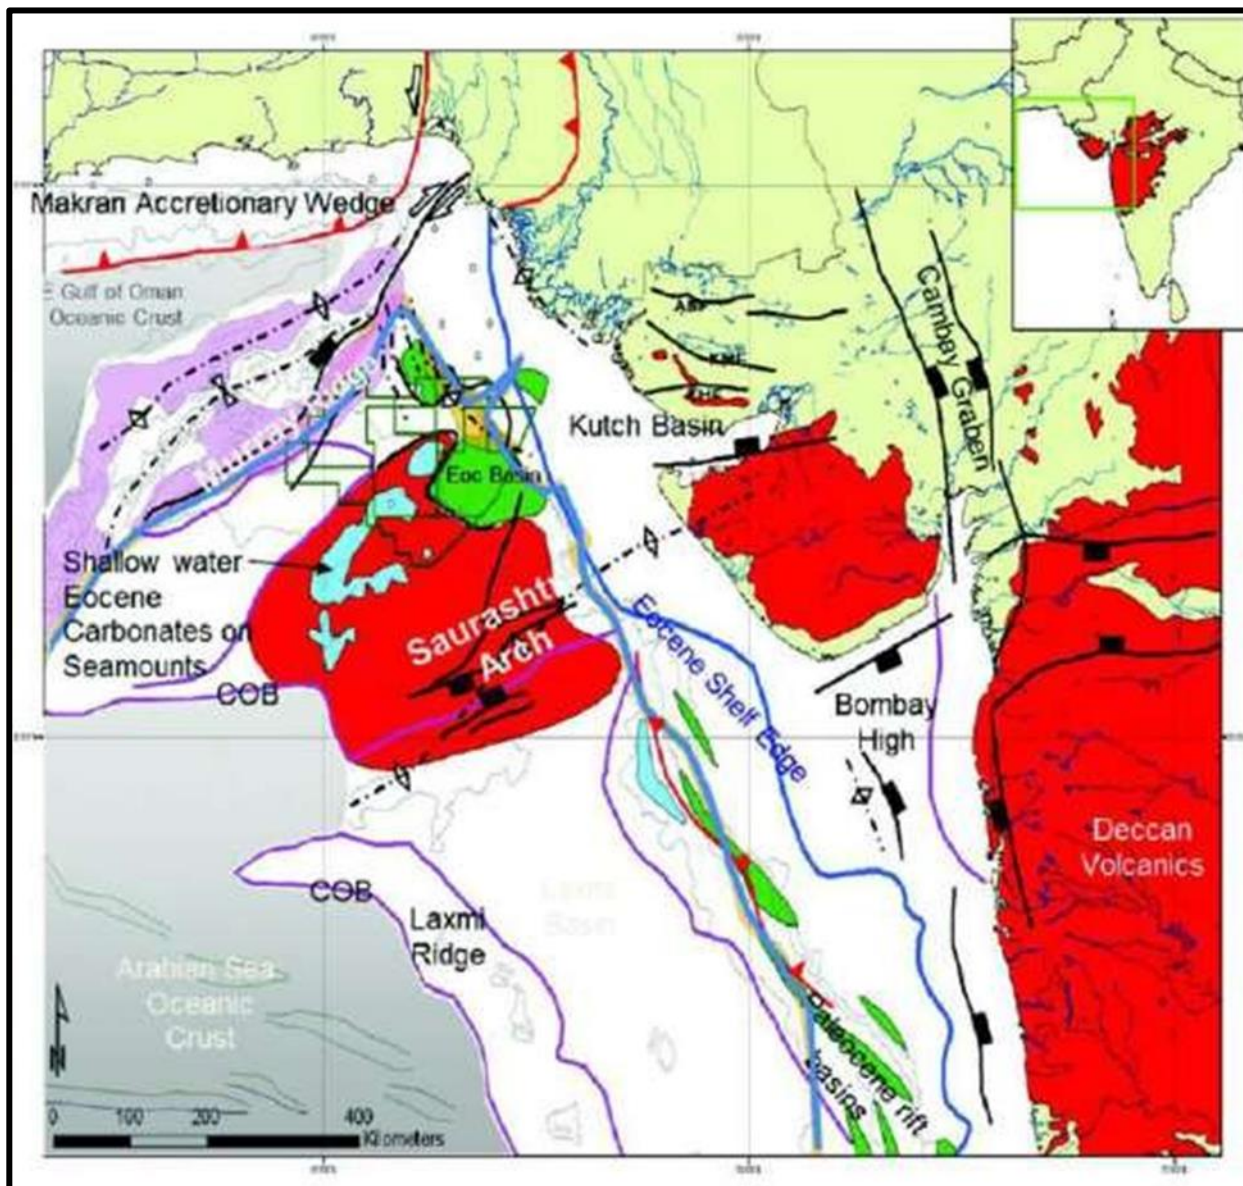 Makran Accretionary Wedge
E Gulf of Oman
Oceanic Crust
Cambay Graben
Kutch Basin
Eoc Basin
Shallow water
Eocene
Carbonates on
Seamounts
Saurashtr
Arch
COB
Eocene Shelf Edge
Bombay
High
Deccan
Volcanics
COB
Laxmi
Ridge
Laxmi
Basin
Arabian Sea
Oceanic
Crust
Paleocene rift
basins
N
0 100 200 400
Kilometers